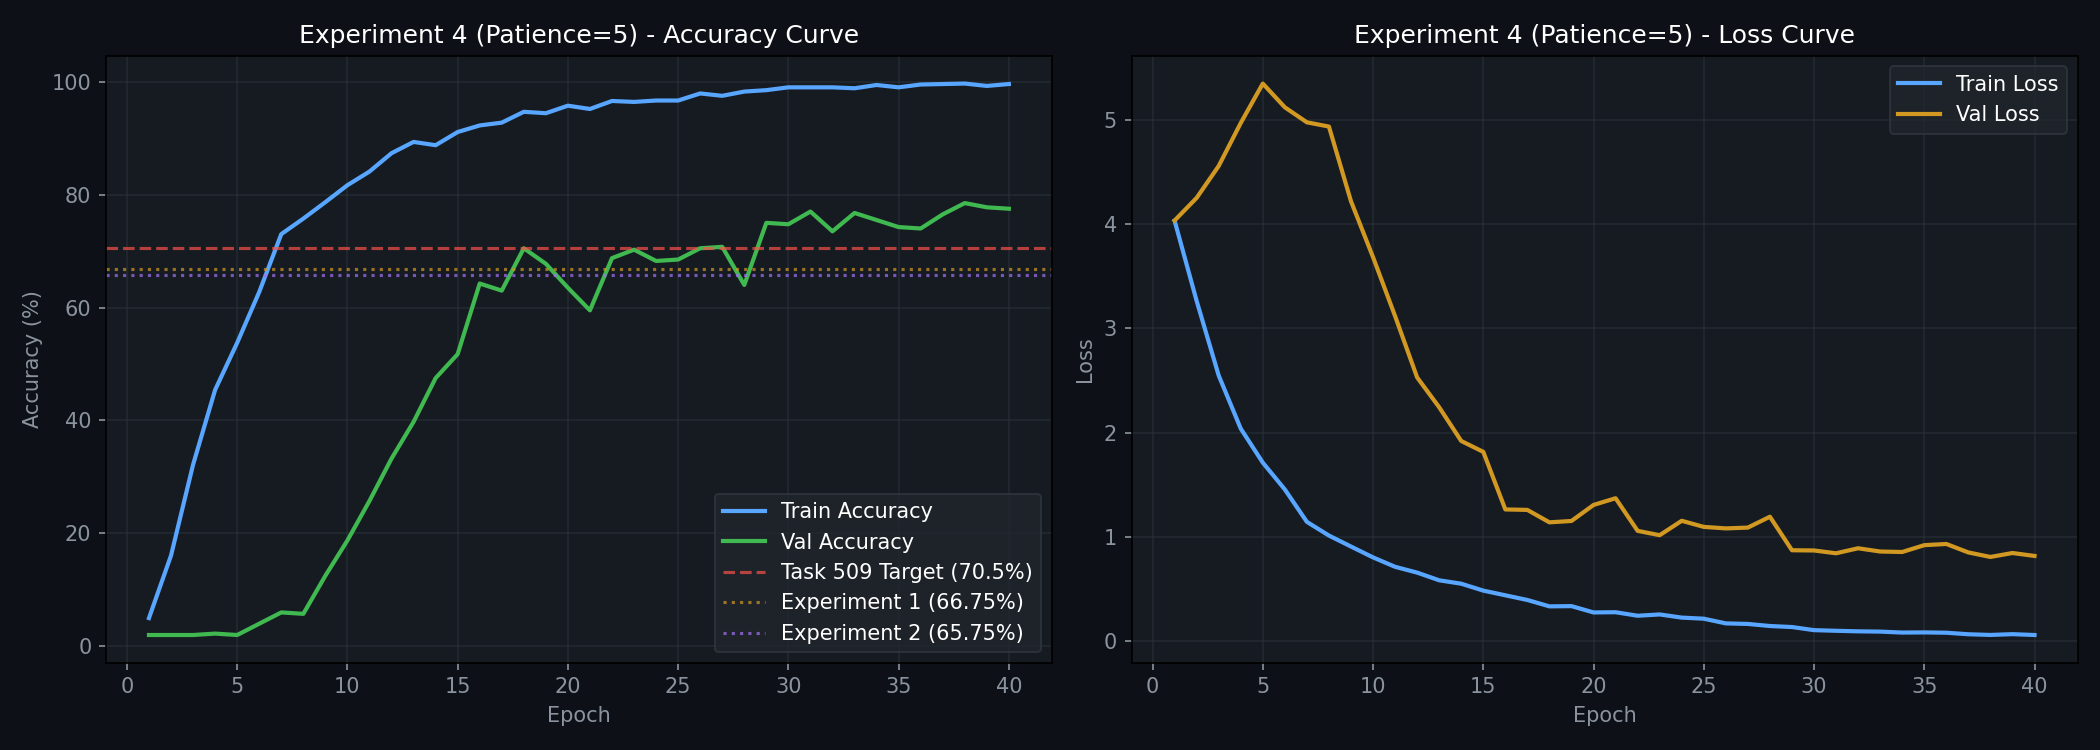 Experiment 4 (Patience=5) - Accuracy Curve
100
80
60
40
20
0
Accuracy (%)
Train Accuracy
Val Accuracy
Task 509 Target (70.5%)
Experiment 1 (66.75%)
Experiment 2 (65.75%)
0 5 10 15 20 25 30 35 40
Epoch
Experiment 4 (Patience=5) - Loss Curve
5
4
3
2
1
0
Loss
Train Loss
Val Loss
0 5 10 15 20 25 30 35 40
Epoch